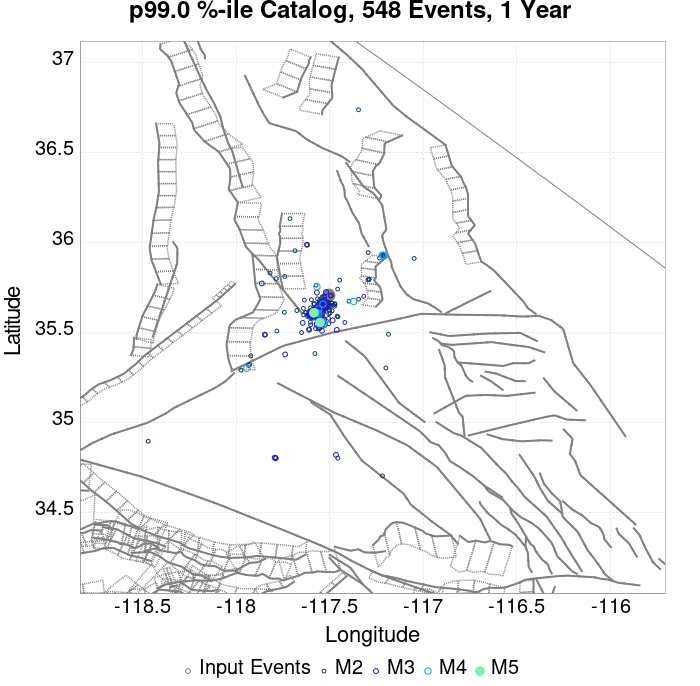 p99.0 %-ile Catalog, 548 Events, 1 Year
37
36.5
36
35.5
35
34.5
Latitude
-118.5 -118 -117.5 -117 -116.5 -116
Longitude
Input Events M2 M3 M4 M5